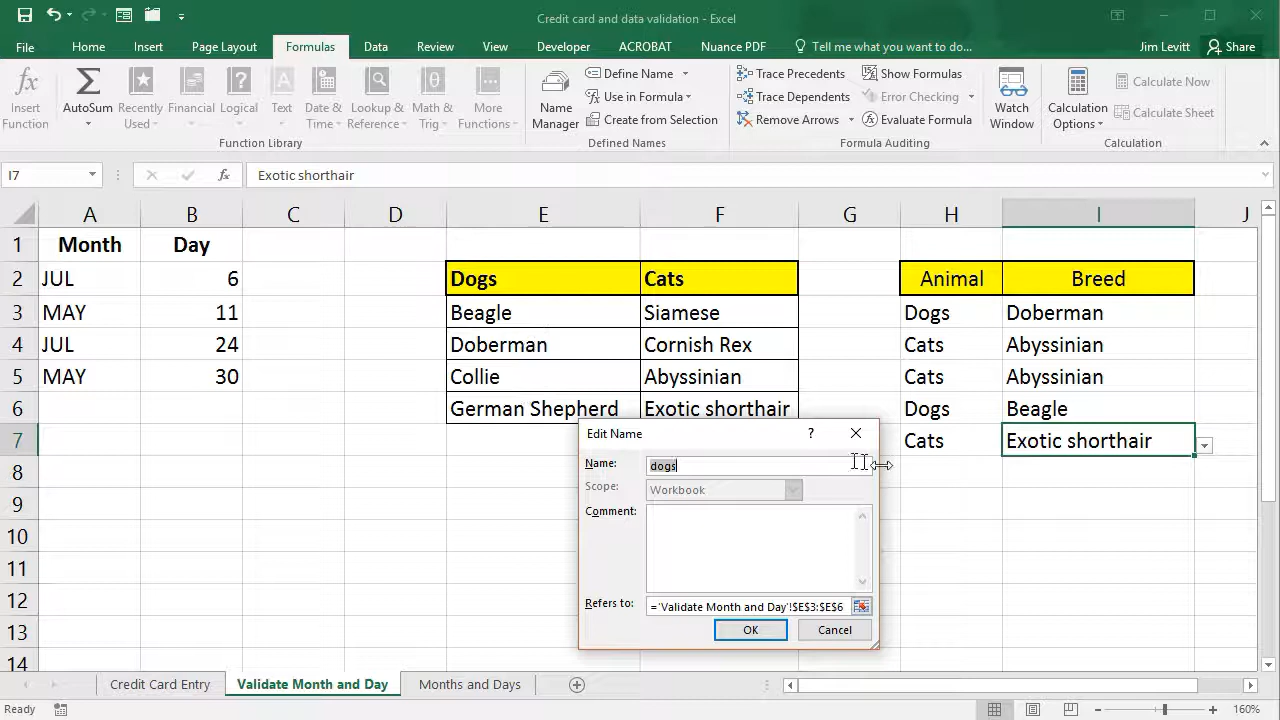 Credit card and data validation - Excel
File Home Insert Page Layout Formulas Data Review View Developer ACROBAT Nuance PDF Tell me what you want to do... Jim Levitt Share
fx Σ θ
Insert Function
AutoSum
Recently Used
Financial
Logical
Text
Date & Time
Lookup & Reference
Math & Trig
More Functions
Function Library
Name Manager
Define Name
Use in Formula
Create from Selection
Defined Names
Trace Precedents
Trace Dependents
Remove Arrows
Show Formulas
Error Checking
Evaluate Formula
Formula Auditing
Watch Window
Calculation Options
Calculate Now
Calculate Sheet
Calculation
I7 fx Exotic shorthair
A B C D E F G H I J
1 Month Day
2 JUL 6 Dogs Cats Animal Breed
3 MAY 11 Beagle Siamese Dogs Doberman
4 JUL 24 Doberman Cornish Rex Cats Abyssinian
5 MAY 30 Collie Abyssinian Cats Abyssinian
6 German Shepherd Exotic shorthair Dogs Beagle
7 Cats Exotic shorthair
8
9
10
11
12
13
14
Edit Name ?
Name: dogs
Scope: Workbook
Comment:
Refers to: ='Validate Month and Day'!$E$3:$E$6
OK Cancel
Credit Card Entry Validate Month and Day Months and Days
Ready 160%